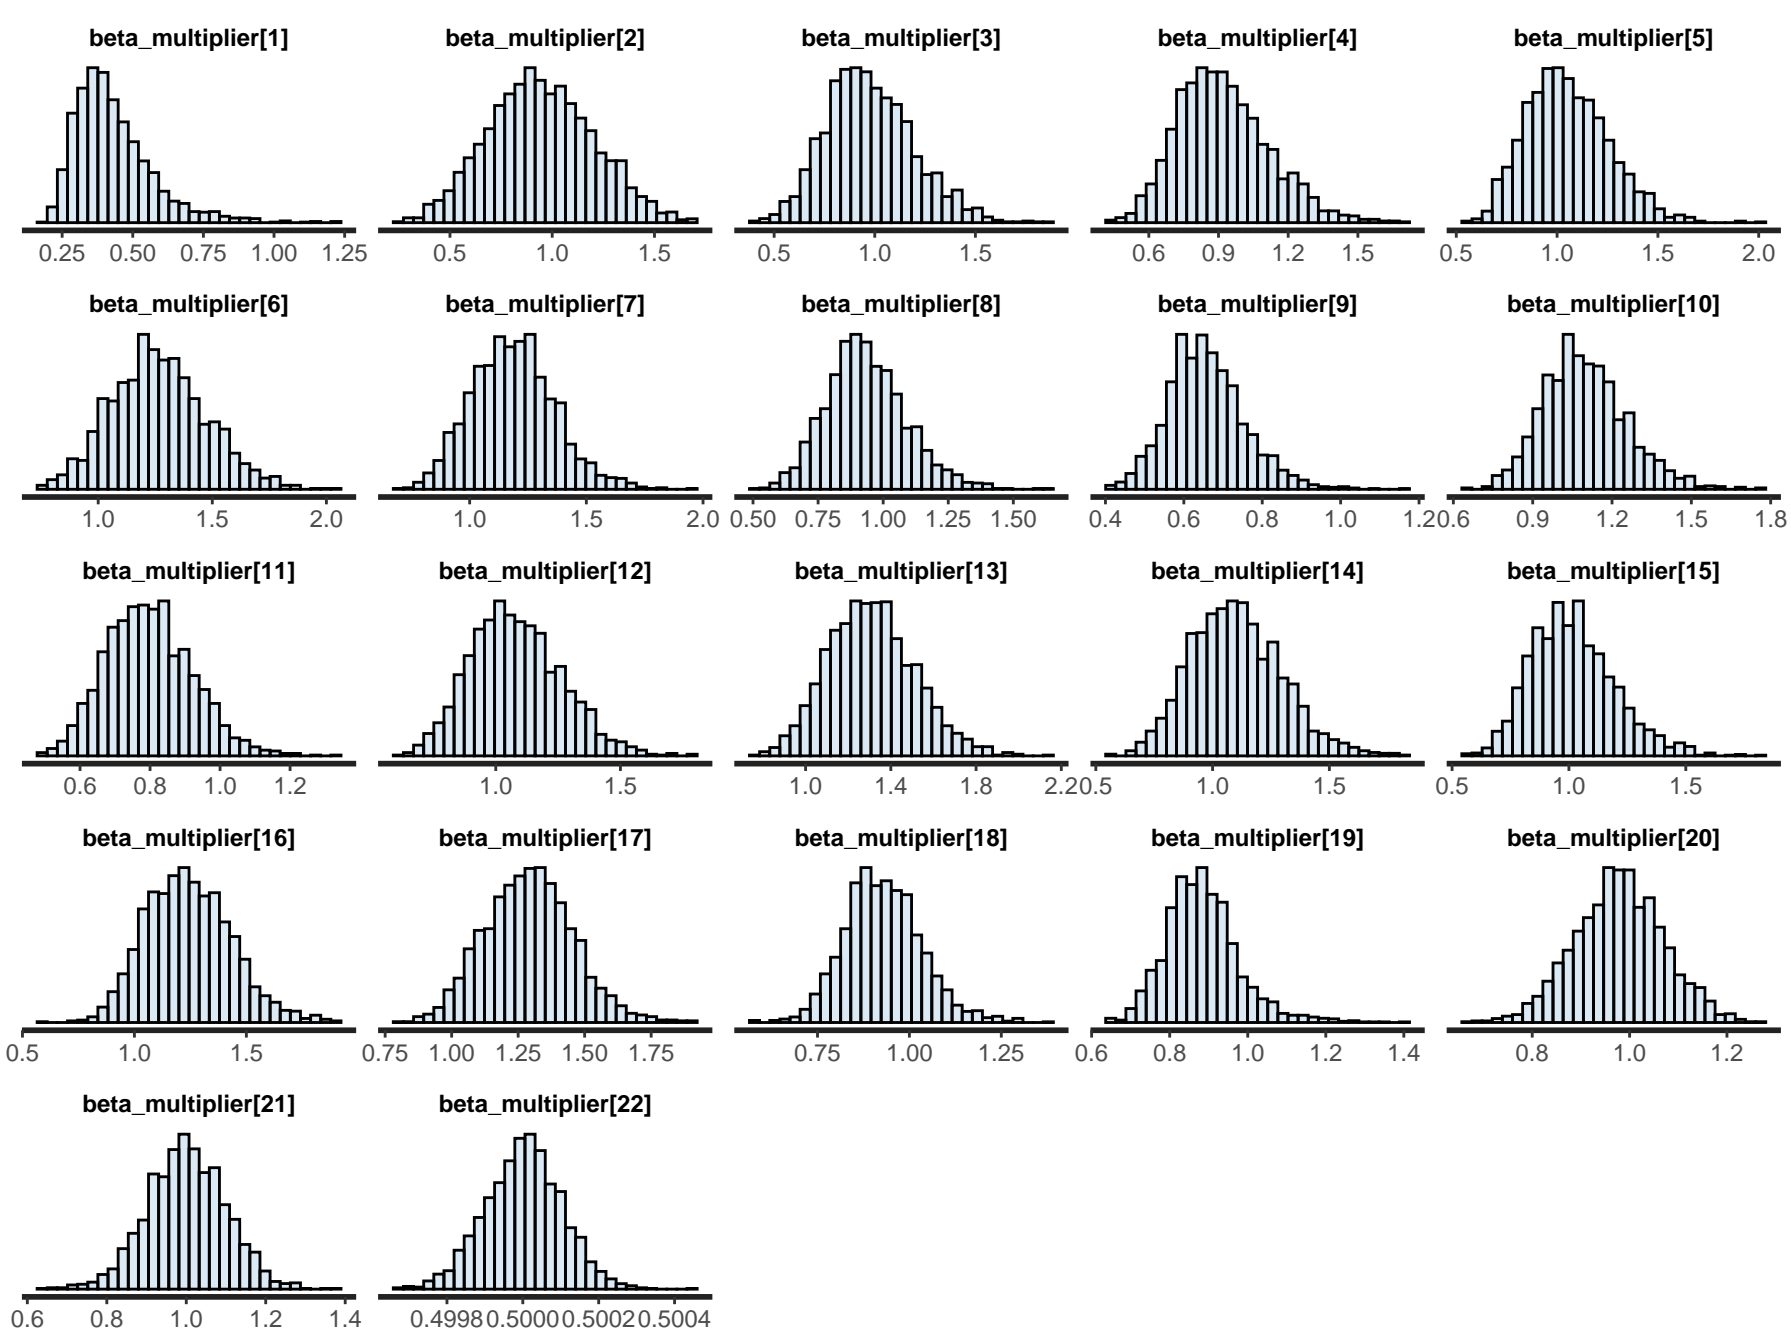 beta_multiplier[1] beta_multiplier[2] beta_multiplier[3] beta_multiplier[4] beta_multiplier[5]
0.25 0.50 0.75 1.00 1.25 0.5 1.0 1.5 0.5 1.0 1.5 0.6 0.9 1.2 1.5 0.5 1.0 1.5 2.0
beta_multiplier[6] beta_multiplier[7] beta_multiplier[8] beta_multiplier[9] beta_multiplier[10]
1.0 1.5 2.0 1.0 1.5 2.0 0.50 0.75 1.00 1.25 1.50 0.4 0.6 0.8 1.0 1.2 0.6 0.9 1.2 1.5 1.8
beta_multiplier[11] beta_multiplier[12] beta_multiplier[13] beta_multiplier[14] beta_multiplier[15]
0.6 0.8 1.0 1.2 1.0 1.5 1.0 1.4 1.8 2.2 0.5 1.0 1.5 0.5 1.0 1.5
beta_multiplier[16] beta_multiplier[17] beta_multiplier[18] beta_multiplier[19] beta_multiplier[20]
0.5 1.0 1.5 0.75 1.00 1.25 1.50 1.75 0.75 1.00 1.25 0.6 0.8 1.0 1.2 1.4 0.8 1.0 1.2
beta_multiplier[21] beta_multiplier[22]
0.6 0.8 1.0 1.2 1.4 0.4998 0.5000 0.5002 0.5004